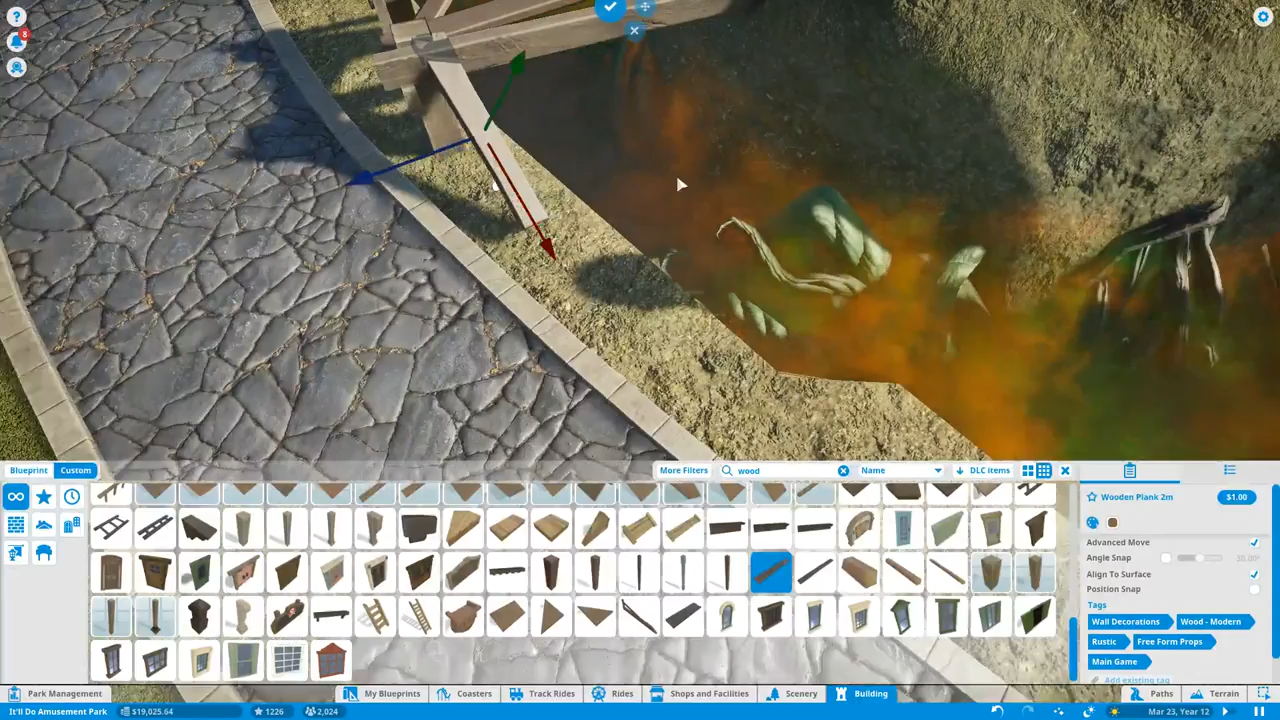 ?
8
Blueprint Custom More Filters wood Name DLC items
Wooden Plank 2m $1.00
Advanced Move
Angle Snap 30.00°
Align To Surface
Position Snap
Tags
Wall Decorations Wood - Modern
Rustic Free Form Props
Main Game
Add existing tag
Park Management My Blueprints Coasters Track Rides Rides Shops and Facilities Scenery Building Paths Terrain
It'll Do Amusement Park $19,025.64 1226 2,024 Mar 23, Year 12